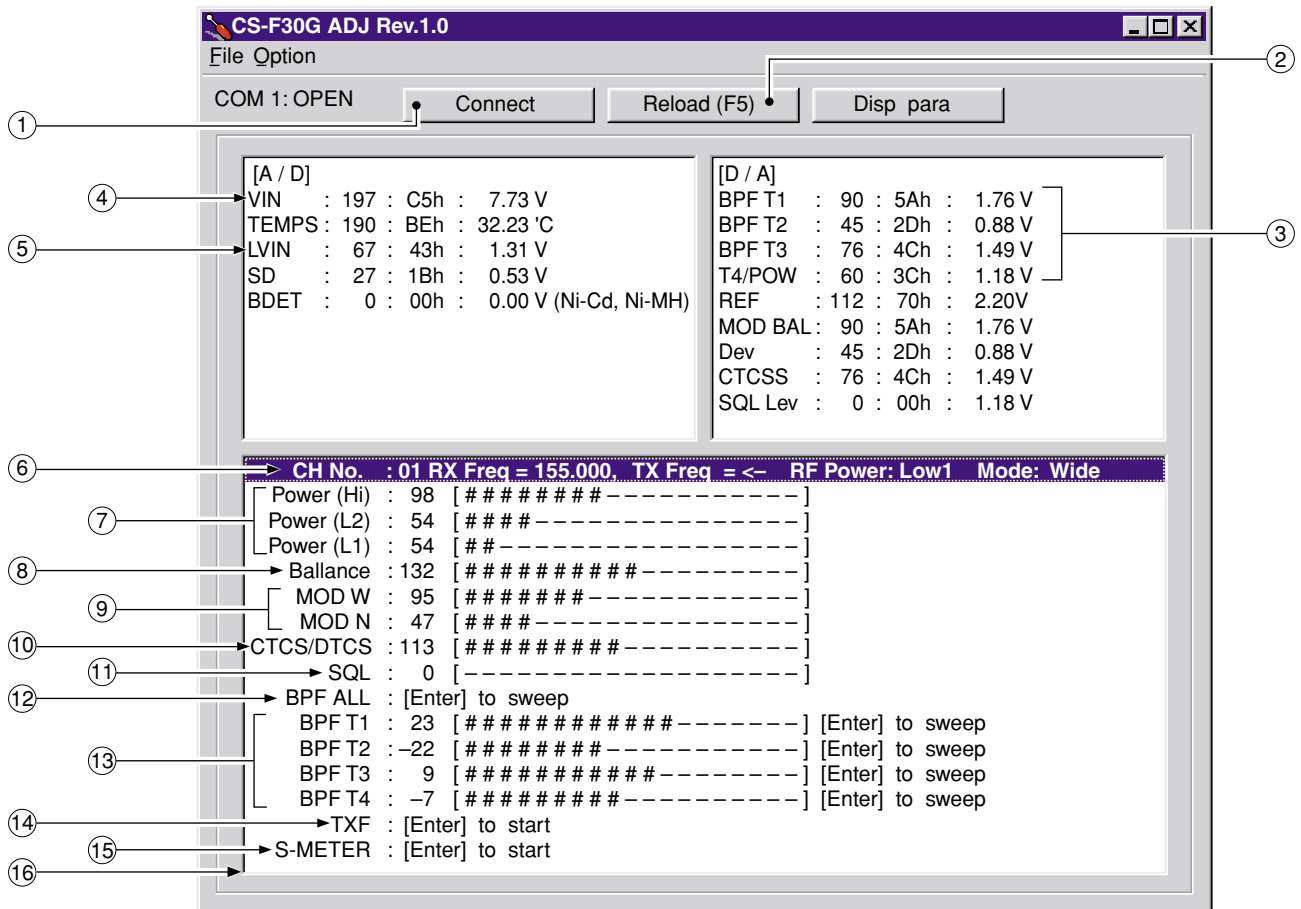 CS-F30G ADJ Rev.1.0
File Option
COM 1: OPEN
Connect
Reload (F5)
Disp para
[A / D]
VIN : 197 : C5h : 7.73 V
TEMPS : 190 : BEh : 32.23 'C
LVIN : 67 : 43h : 1.31 V
SD : 27 : 1Bh : 0.53 V
BDET : 0 : 00h : 0.00 V (Ni-Cd, Ni-MH)
[D / A]
BPF T1 : 90 : 5Ah : 1.76 V
BPF T2 : 45 : 2Dh : 0.88 V
BPF T3 : 76 : 4Ch : 1.49 V
T4/POW : 60 : 3Ch : 1.18 V
REF : 112 : 70h : 2.20V
MOD BAL : 90 : 5Ah : 1.76 V
Dev : 45 : 2Dh : 0.88 V
CTCSS : 76 : 4Ch : 1.49 V
SQL Lev : 0 : 00h : 1.18 V
CH No. : 01 RX Freq = 155.000, TX Freq = <– RF Power: Low1 Mode: Wide
Power (Hi) : 98 [ # # # # # # # # – – – – – – – – – – – – ]
Power (L2) : 54 [ # # # # – – – – – – – – – – – – – – – – ]
Power (L1) : 54 [ # # – – – – – – – – – – – – – – – – – – ]
Ballance : 132 [ # # # # # # # # # # – – – – – – – – – – ]
MOD W : 95 [ # # # # # # # – – – – – – – – – – – – – ]
MOD N : 47 [ # # # # – – – – – – – – – – – – – – – – ]
CTCS/DTCS : 113 [ # # # # # # # # # – – – – – – – – – – – ]
SQL : 0 [ – – – – – – – – – – – – – – – – – – – – ]
BPF ALL : [Enter] to sweep
BPF T1 : 23 [ # # # # # # # # # # # # – – – – – – – – ] [Enter] to sweep
BPF T2 : –22 [ # # # # # # # # – – – – – – – – – – – – ] [Enter] to sweep
BPF T3 : 9 [ # # # # # # # # # # # – – – – – – – – – ] [Enter] to sweep
BPF T4 : –7 [ # # # # # # # # # – – – – – – – – – – – ] [Enter] to sweep
TXF : [Enter] to start
S-METER : [Enter] to start
1
2
3
4
5
6
7
8
9
10
11
12
13
14
15
16